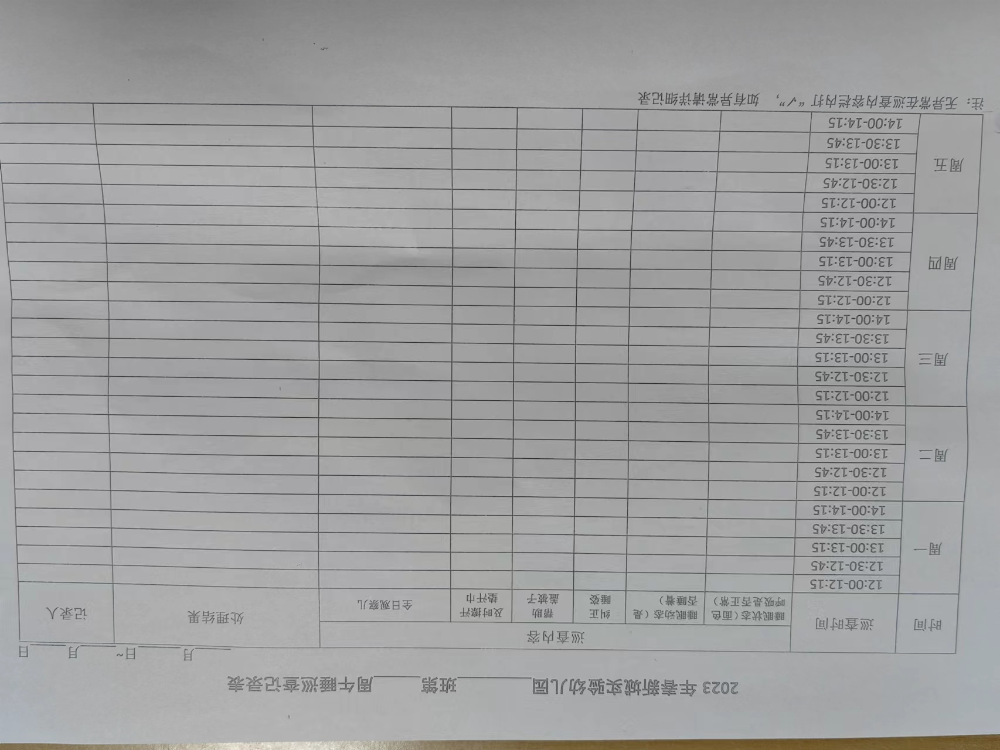 2023 年春新城实验幼儿园________班第_____周午睡巡查记录表
____月_____日~____月____日
时间 巡查时间 巡查内容 处理结果 记录人
睡眠状态（面色呼吸是否正常） 睡眠动态（是否睡着） 纠正睡姿 帮助盖被子 及时擦汗垫汗巾 全日观察儿
周一 12:00-12:15
12:30-12:45
13:00-13:15
13:30-13:45
14:00-14:15
周二 12:00-12:15
12:30-12:45
13:00-13:15
13:30-13:45
14:00-14:15
周三 12:00-12:15
12:30-12:45
13:00-13:15
13:30-13:45
14:00-14:15
周四 12:00-12:15
12:30-12:45
13:00-13:15
13:30-13:45
14:00-14:15
周五 12:00-12:15
12:30-12:45
13:00-13:15
13:30-13:45
14:00-14:15
注：无异常在巡查内容栏内打“√”， 如有异常请详细记录